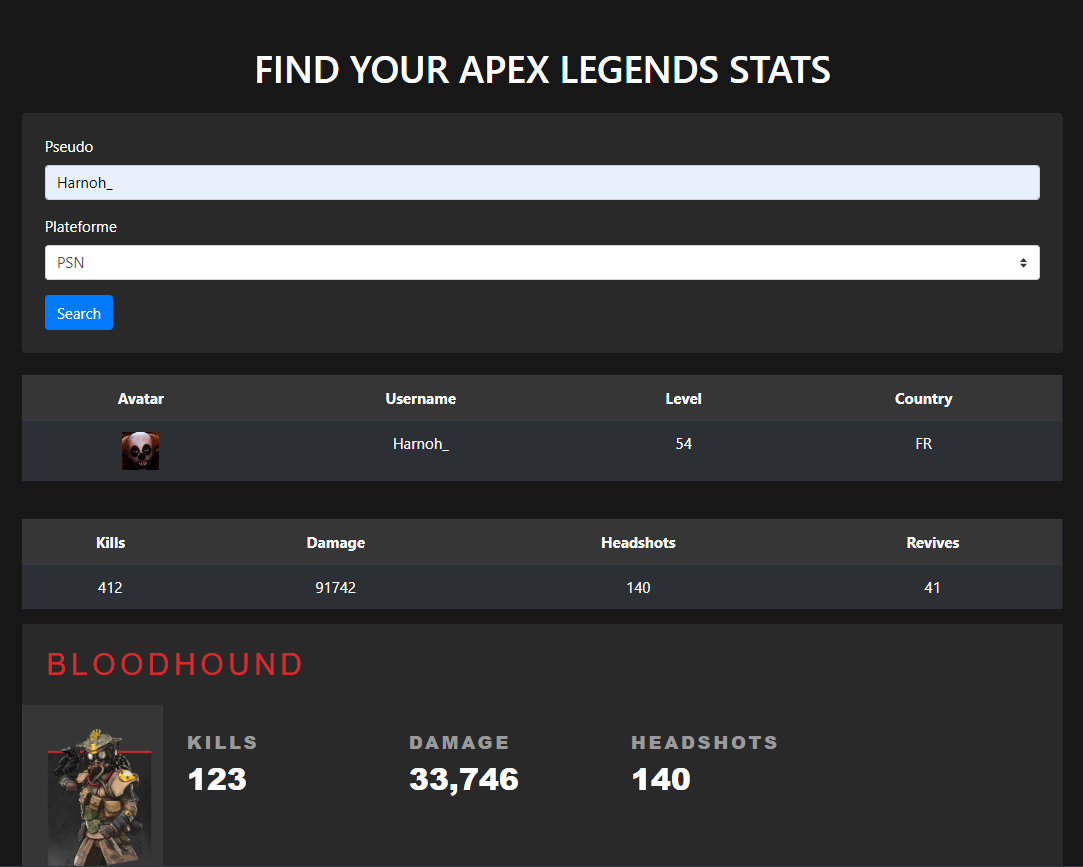 FIND YOUR APEX LEGENDS STATS
Pseudo
Harnoh_
Plateforme
PSN
Search
Avatar Username Level Country
Harnoh_ 54 FR
Kills Damage Headshots Revives
412 91742 140 41
BLOODHOUND
KILLS DAMAGE HEADSHOTS
123 33,746 140